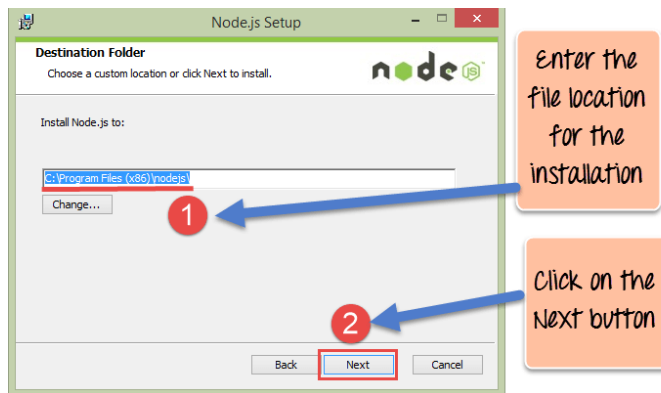 Node.js Setup
Destination Folder
Choose a custom location or click Next to install.
node
JS
Install Node.js to:
C:\Program Files (x86)\nodejs\
Change...
1
Enter the
file location
for the
installation
2
Click on the
Next button
Back Next Cancel